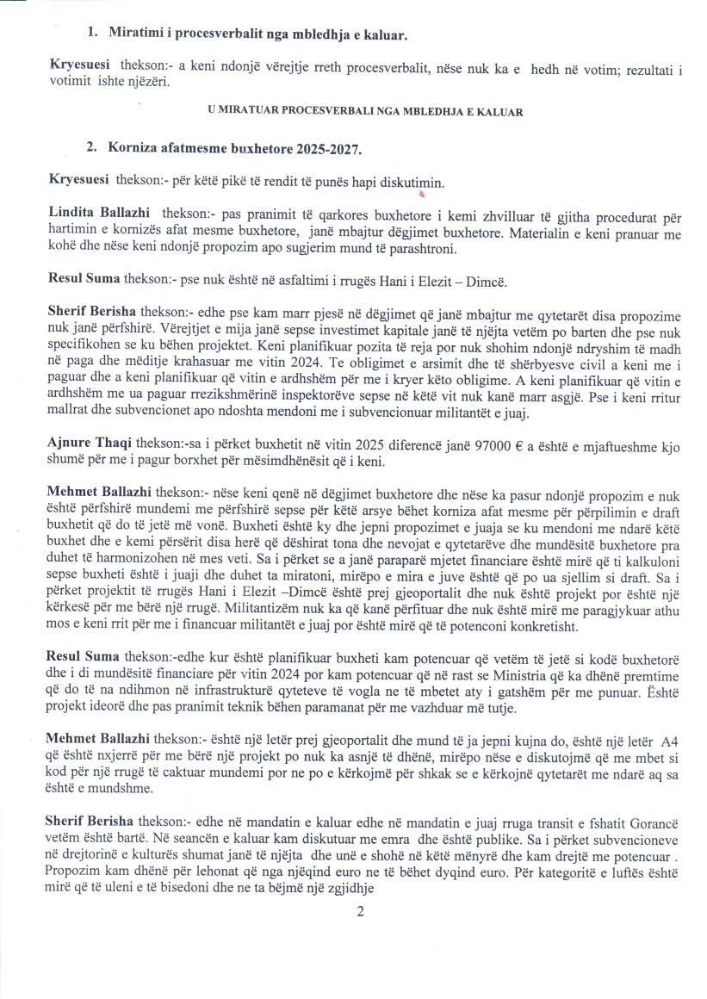 1. Miratimi i procesverbalit nga mbledhja e kaluar.
Kryesuesi thekson:- a keni ndonjë vërejtje rreth procesverbalit, nëse nuk ka e hedh në votim; rezultati i
votimit ishte njëzëri.
U MIRATUAR PROCESVERBALI NGA MBLEDHJA E KALUAR
2. Korniza afatmesme buxhetore 2025-2027.
Kryesuesi thekson:- për këtë pikë të rendit të punës hapi diskutimin.
Lindita Ballazhi thekson:- pas pranimit të qarkores buxhetore i kemi zhvilluar të gjitha procedurat për
hartimin e kornizës afat mesme buxhetore, janë mbajtur dëgjimet buxhetore. Materialin e keni pranuar me
kohë dhe nëse keni ndonjë propozim apo sugjerim mund të parashtroni.
Resul Suma thekson:- pse nuk është në asfaltimi i rrugës Hani i Elezit – Dimcë.
Sherif Berisha thekson:- edhe pse kam marr pjesë në dëgjimet që janë mbajtur me qytetarët disa propozime
nuk janë përfshirë. Vërejtjet e mija janë sepse investimet kapitale janë të njëjta vetëm po barten dhe pse nuk
specifikohen se ku bëhen projektet. Keni planifikuar pozita të reja por nuk shohim ndonjë ndryshim të madh
në paga dhe mëditje krahasuar me vitin 2024. Te obligimet e arsimit dhe të shërbyesve civil a keni me i
paguar dhe a keni planifikuar që vitin e ardhshëm për me i kryer këto obligime. A keni planifikuar që vitin e
ardhshëm me ua paguar rrezikshmërinë inspektorëve sepse në këtë vit nuk kanë marr asgjë. Pse i keni rritur
mallrat dhe subvencionet apo ndoshta mendoni me i subvencionuar militantët e juaj.
Ajnure Thaqi thekson:-sa i përket buxhetit në vitin 2025 diferencë janë 97000 € a është e mjaftueshme kjo
shumë për me i pagur borxhet për mësimdhënësit që i keni.
Mehmet Ballazhi thekson:- nëse keni qenë në dëgjimet buxhetore dhe nëse ka pasur ndonjë propozim e nuk
është përfshirë mundemi me përfshirë sepse për këtë arsye bëhet korniza afat mesme për përpilimin e draft
buxhetit që do të jetë më vonë. Buxheti është ky dhe jepni propozimet e juaja se ku mendoni me ndarë këtë
buxhet dhe e kemi përsërit disa herë që dëshirat tona dhe nevojat e qytetarëve dhe mundësitë buxhetore pra
duhet të harmonizohen në mes veti. Sa i përket se a janë paraparë mjetet financiare është mirë që ti kalkuloni
sepse buxheti është i juaji dhe duhet ta miratoni, mirëpo e mira e juve është që po ua sjellim si draft. Sa i
përket projektit të rrugës Hani i Elezit –Dimcë është prej gjeoportalit dhe nuk është projekt por është një
kërkesë për me bërë një rrugë. Militantizëm nuk ka që kanë përfituar dhe nuk është mirë me paragjykuar athu
mos e keni rrit për me i financuar militantët e juaj por është mirë që të potenconi konkretisht.
Resul Suma thekson:-edhe kur është planifikuar buxheti kam potencuar që vetëm të jetë si kodë buxhetorë
dhe i di mundësitë financiare për vitin 2024 por kam potencuar që në rast se Ministria që ka dhënë premtime
që do të na ndihmon në infrastrukturë qyteteve të vogla ne të mbetet aty i gatshëm për me punuar. Është
projekt ideorë dhe pas pranimit teknik bëhen paramanat për me vazhduar më tutje.
Mehmet Ballazhi thekson:- është një letër prej gjeoportalit dhe mund të ja jepni kujna do, është një letër A4
që është nxjerrë për me bërë një projekt po nuk ka asnjë të dhënë, mirëpo nëse e diskutojmë që me mbet si
kod për një rrugë të caktuar mundemi por ne po e kërkojmë për shkak se e kërkojnë qytetarët me ndarë aq sa
është e mundshme.
Sherif Berisha thekson:- edhe në mandatin e kaluar edhe në mandatin e juaj rruga transit e fshatit Gorancë
vetëm është bartë. Në seancën e kaluar kam diskutuar me emra dhe është publike. Sa i përket subvencioneve
në drejtorinë e kulturës shumat janë të njëjta dhe unë e shohë në këtë mënyrë dhe kam drejtë me potencuar .
Propozim kam dhënë për lehonat që nga njëqind euro ne të bëhet dyqind euro. Për kategoritë e luftës është
mirë që të uleni e të bisedoni dhe ne ta bëjmë një zgjidhje
2